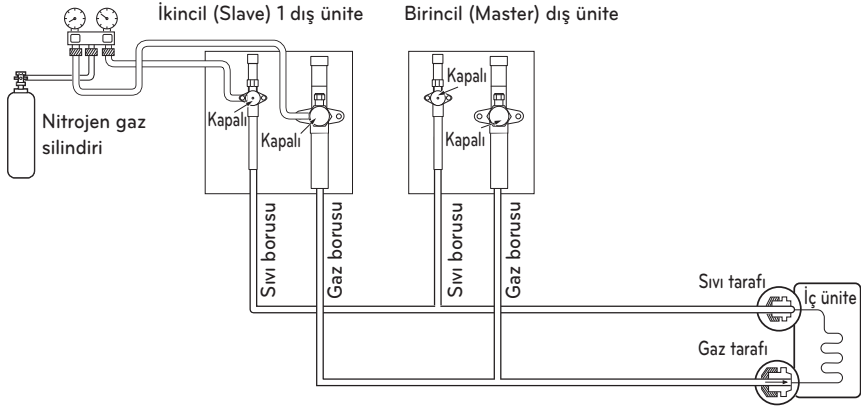 İkincil (Slave) 1 dış ünite
Birincil (Master) dış ünite
Nitrojen gaz
silindiri
Kapalı
Kapalı
Kapalı
Kapalı
Sıvı borusu
Gaz borusu
Sıvı borusu
Gaz borusu
Sıvı tarafı
İç ünite
Gaz tarafı